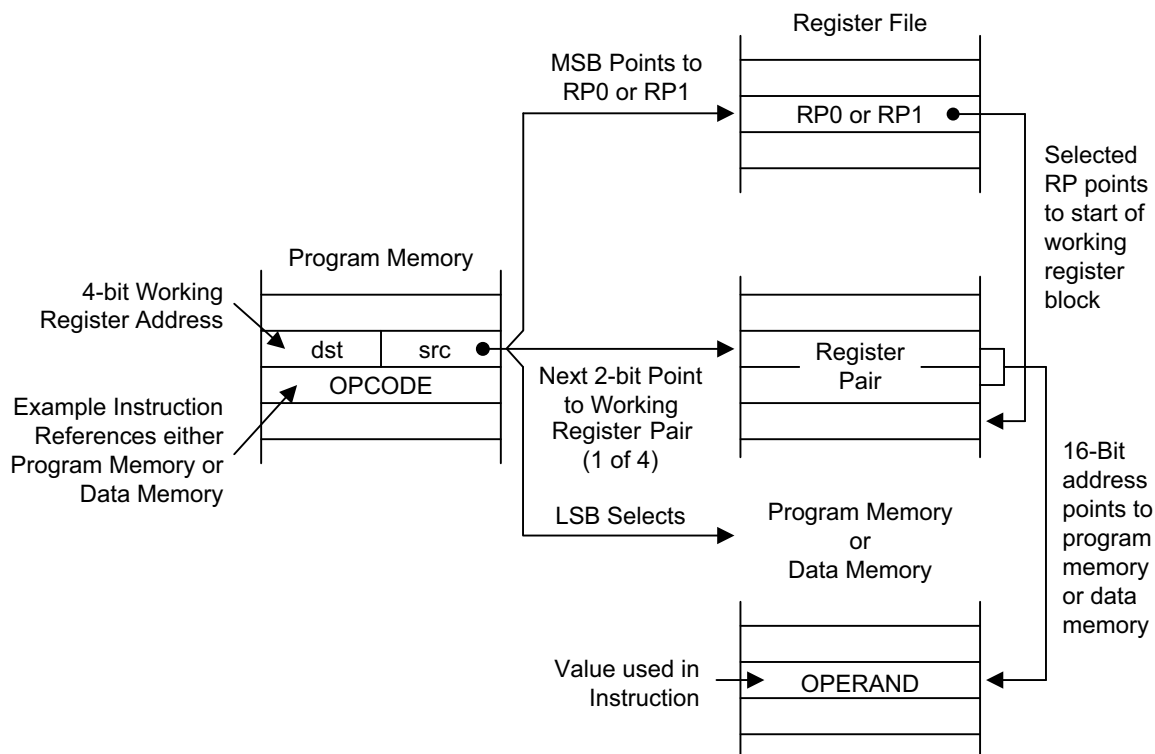 Register File
MSB Points to
RP0 or RP1
RP0 or RP1
Selected
RP points
to start of
working
register
block
Program Memory
4-bit Working
Register Address
dst
src
OPCODE
Register
Pair
Next 2-bit Point
to Working
Register Pair
(1 of 4)
Example Instruction
References either
Program Memory or
Data Memory
16-Bit
address
points to
program
memory
or data
memory
LSB Selects
Program Memory
or
Data Memory
Value used in
Instruction
OPERAND